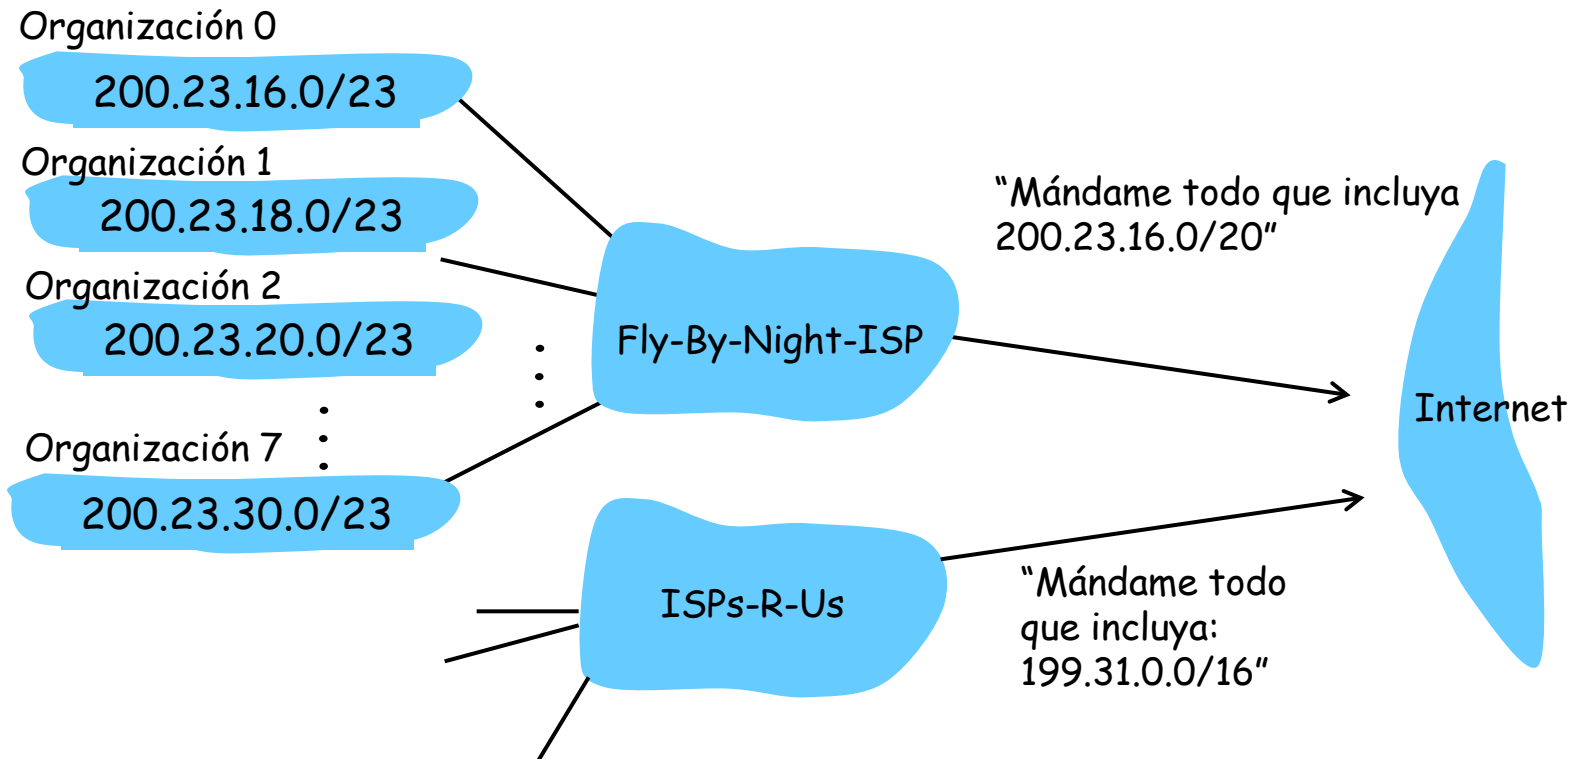 Organización 0
200.23.16.0/23
Organización 1
200.23.18.0/23
Organización 2
200.23.20.0/23
Organización 7
200.23.30.0/23
Fly-By-Night-ISP
ISPs-R-Us
“Mándame todo que incluya
200.23.16.0/20”
Internet
“Mándame todo
que incluya:
199.31.0.0/16”